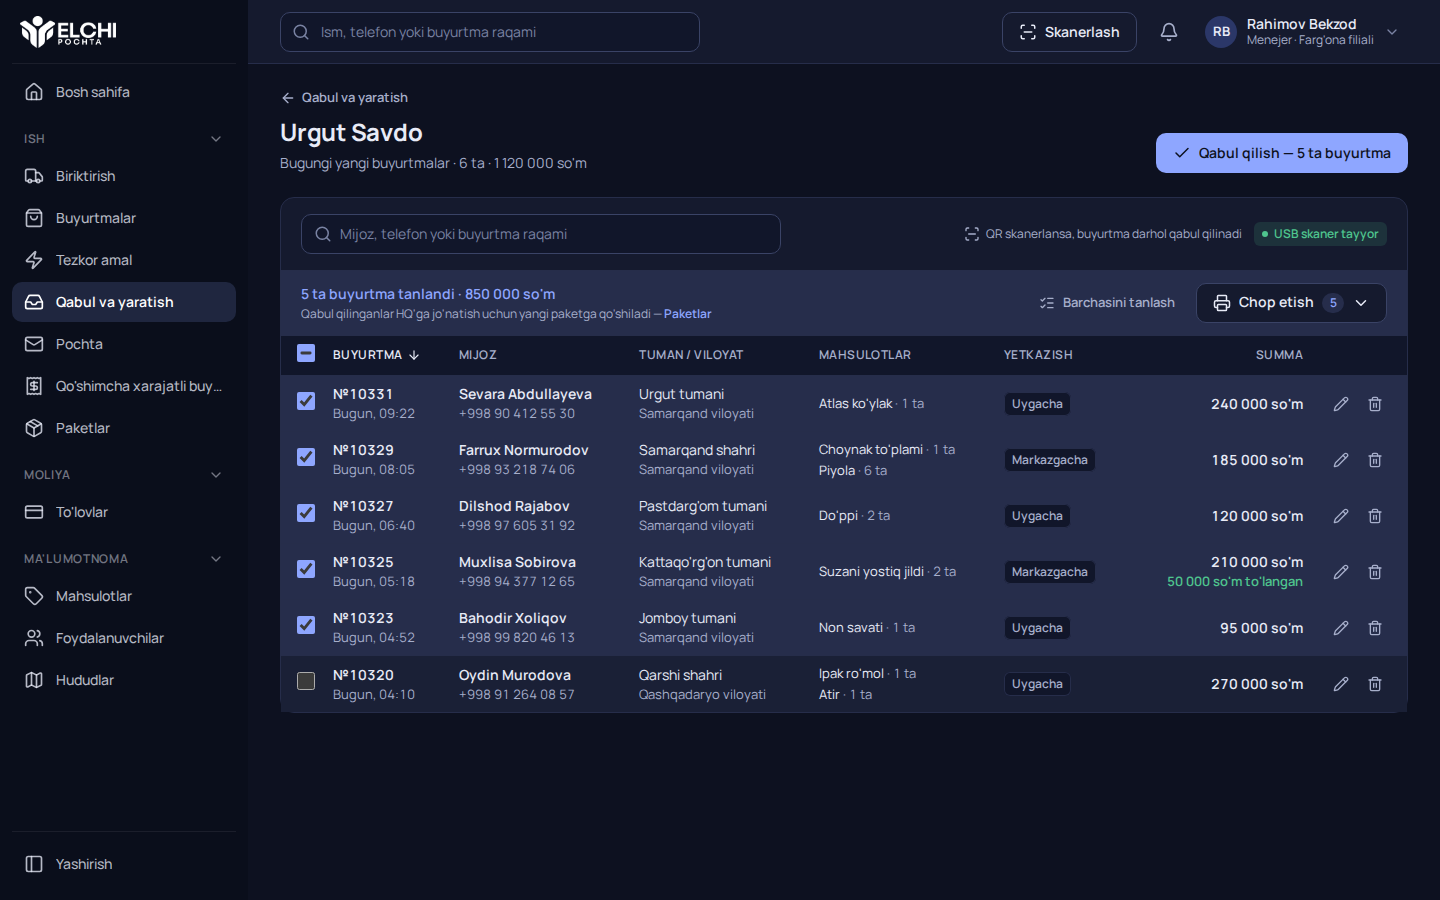 ELCHI
POCHTA
Ism, telefon yoki buyurtma raqami
Skanerlash
RB
Rahimov Bekzod
Menejer · Farg'ona filiali
Bosh sahifa
ISH
Biriktirish
Buyurtmalar
Tezkor amal
Qabul va yaratish
Pochta
Qo'shimcha xarajatli buy...
Paketlar
MOLIYA
To'lovlar
MA'LUMOTNOMA
Mahsulotlar
Foydalanuvchilar
Hududlar
Yashirish
Qabul va yaratish
Urgut Savdo
Bugungi yangi buyurtmalar · 6 ta · 1 120 000 so'm
Qabul qilish — 5 ta buyurtma
Mijoz, telefon yoki buyurtma raqami
QR skanerlansa, buyurtma darhol qabul qilinadi
USB skaner tayyor
5 ta buyurtma tanlandi · 850 000 so'm
Qabul qilinganlar HQ'ga jo'natish uchun yangi paketga qo'shiladi — Paketlar
Barchasini tanlash
Chop etish 5
BUYURTMA MIJOZ TUMAN / VILOYAT MAHSULOTLAR YETKAZISH SUMMA
№10331 Sevara Abdullayeva Urgut tumani Atlas ko'ylak · 1 ta Uygacha 240 000 so'm
Bugun, 09:22 +998 90 412 55 30 Samarqand viloyati
№10329 Farrux Normurodov Samarqand shahri Choynak to'plami · 1 ta Markazgacha 185 000 so'm
Bugun, 08:05 +998 93 218 74 06 Samarqand viloyati Piyola · 6 ta
№10327 Dilshod Rajabov Pastdarg'om tumani Do'ppi · 2 ta Uygacha 120 000 so'm
Bugun, 06:40 +998 97 605 31 92 Samarqand viloyati
№10325 Muxlisa Sobirova Kattaqo'rg'on tumani Suzani yostiq jildi · 2 ta Markazgacha 210 000 so'm
Bugun, 05:18 +998 94 377 12 65 Samarqand viloyati 50 000 so'm to'langan
№10323 Bahodir Xoliqov Jomboy tumani Non savati · 1 ta Uygacha 95 000 so'm
Bugun, 04:52 +998 99 820 46 13 Samarqand viloyati
№10320 Oydin Murodova Qarshi shahri Ipak ro'mol · 1 ta Uygacha 270 000 so'm
Bugun, 04:10 +998 91 264 08 57 Qashqadaryo viloyati Atir · 1 ta